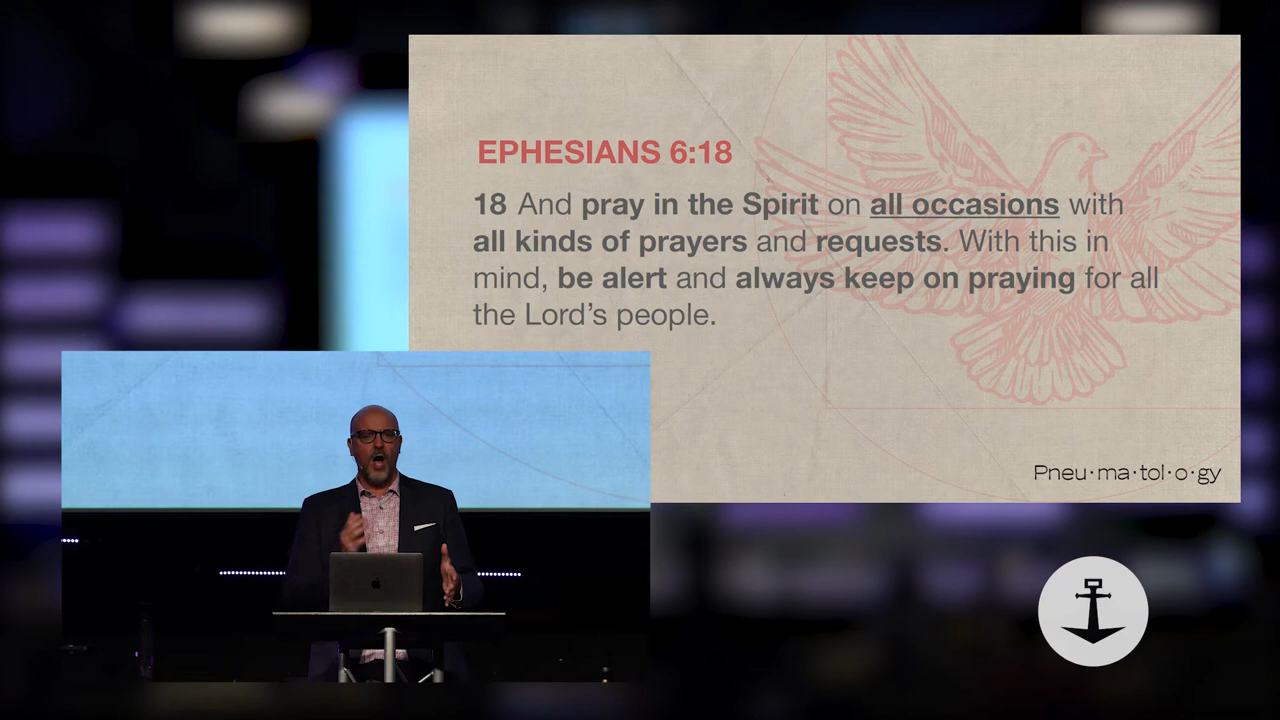 EPHESIANS 6:18
18 And pray in the Spirit on all occasions with
all kinds of prayers and requests. With this in
mind, be alert and always keep on praying for all
the Lord’s people.
Pneu·ma·tol·o·gy